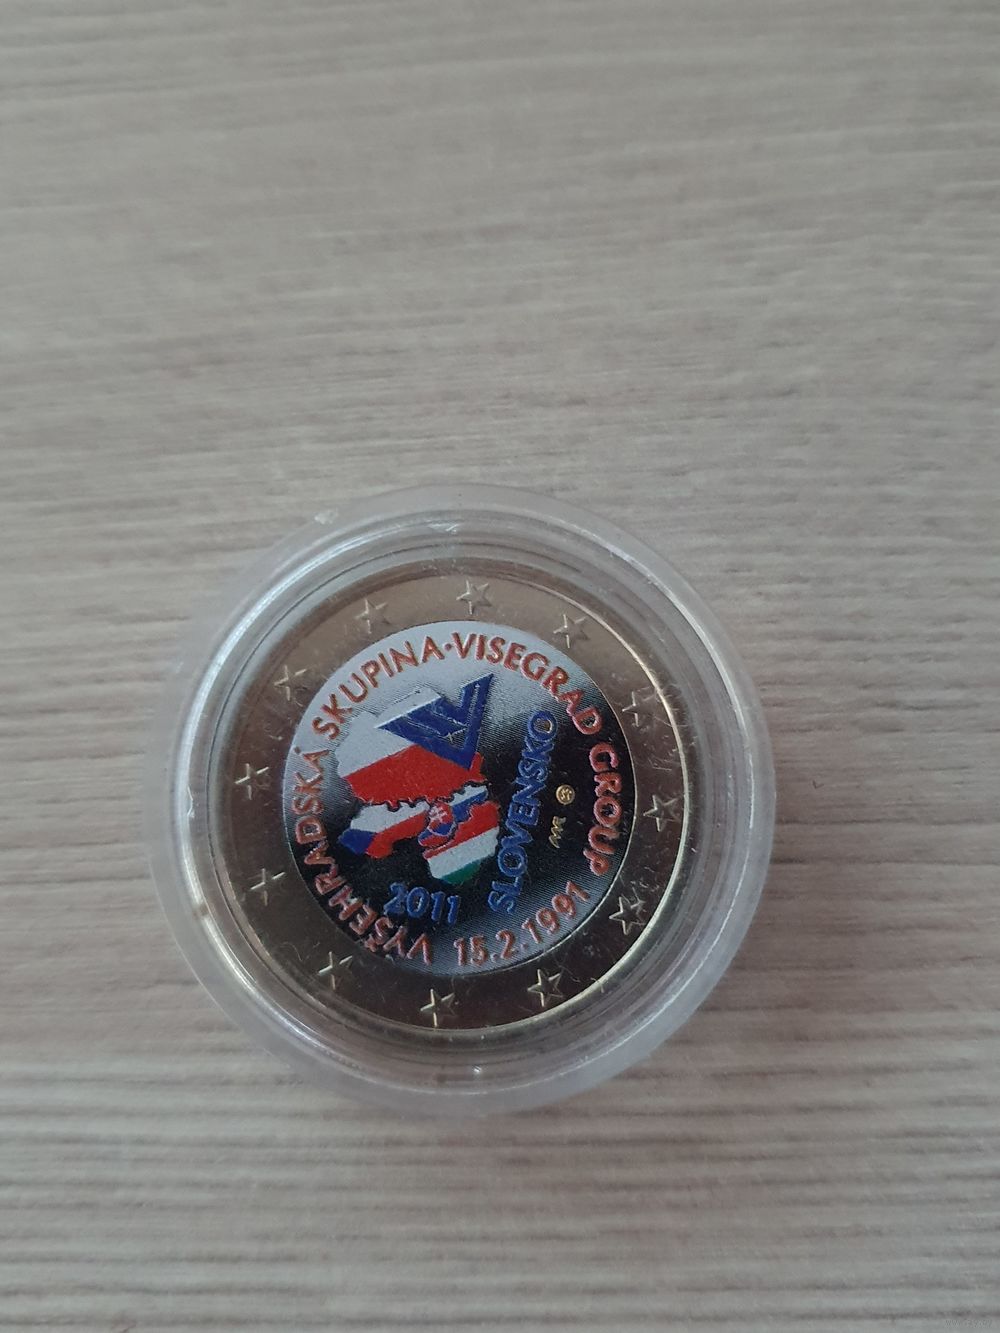 VYŠEHRADSKÁ SKUPINA·VISEGRAD GROUP
15.2.1991
SLOVENSKO
2011